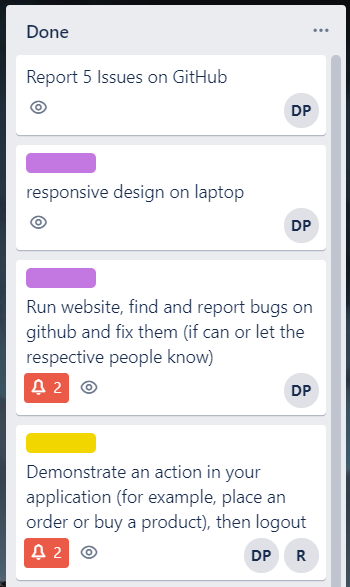 Done
Report 5 Issues on GitHub
DP
responsive design on laptop
DP
Run website, find and report bugs on
github and fix them (if can or let the
respective people know)
2
DP
Demonstrate an action in your
application (for example, place an
order or buy a product), then logout
2
DP R